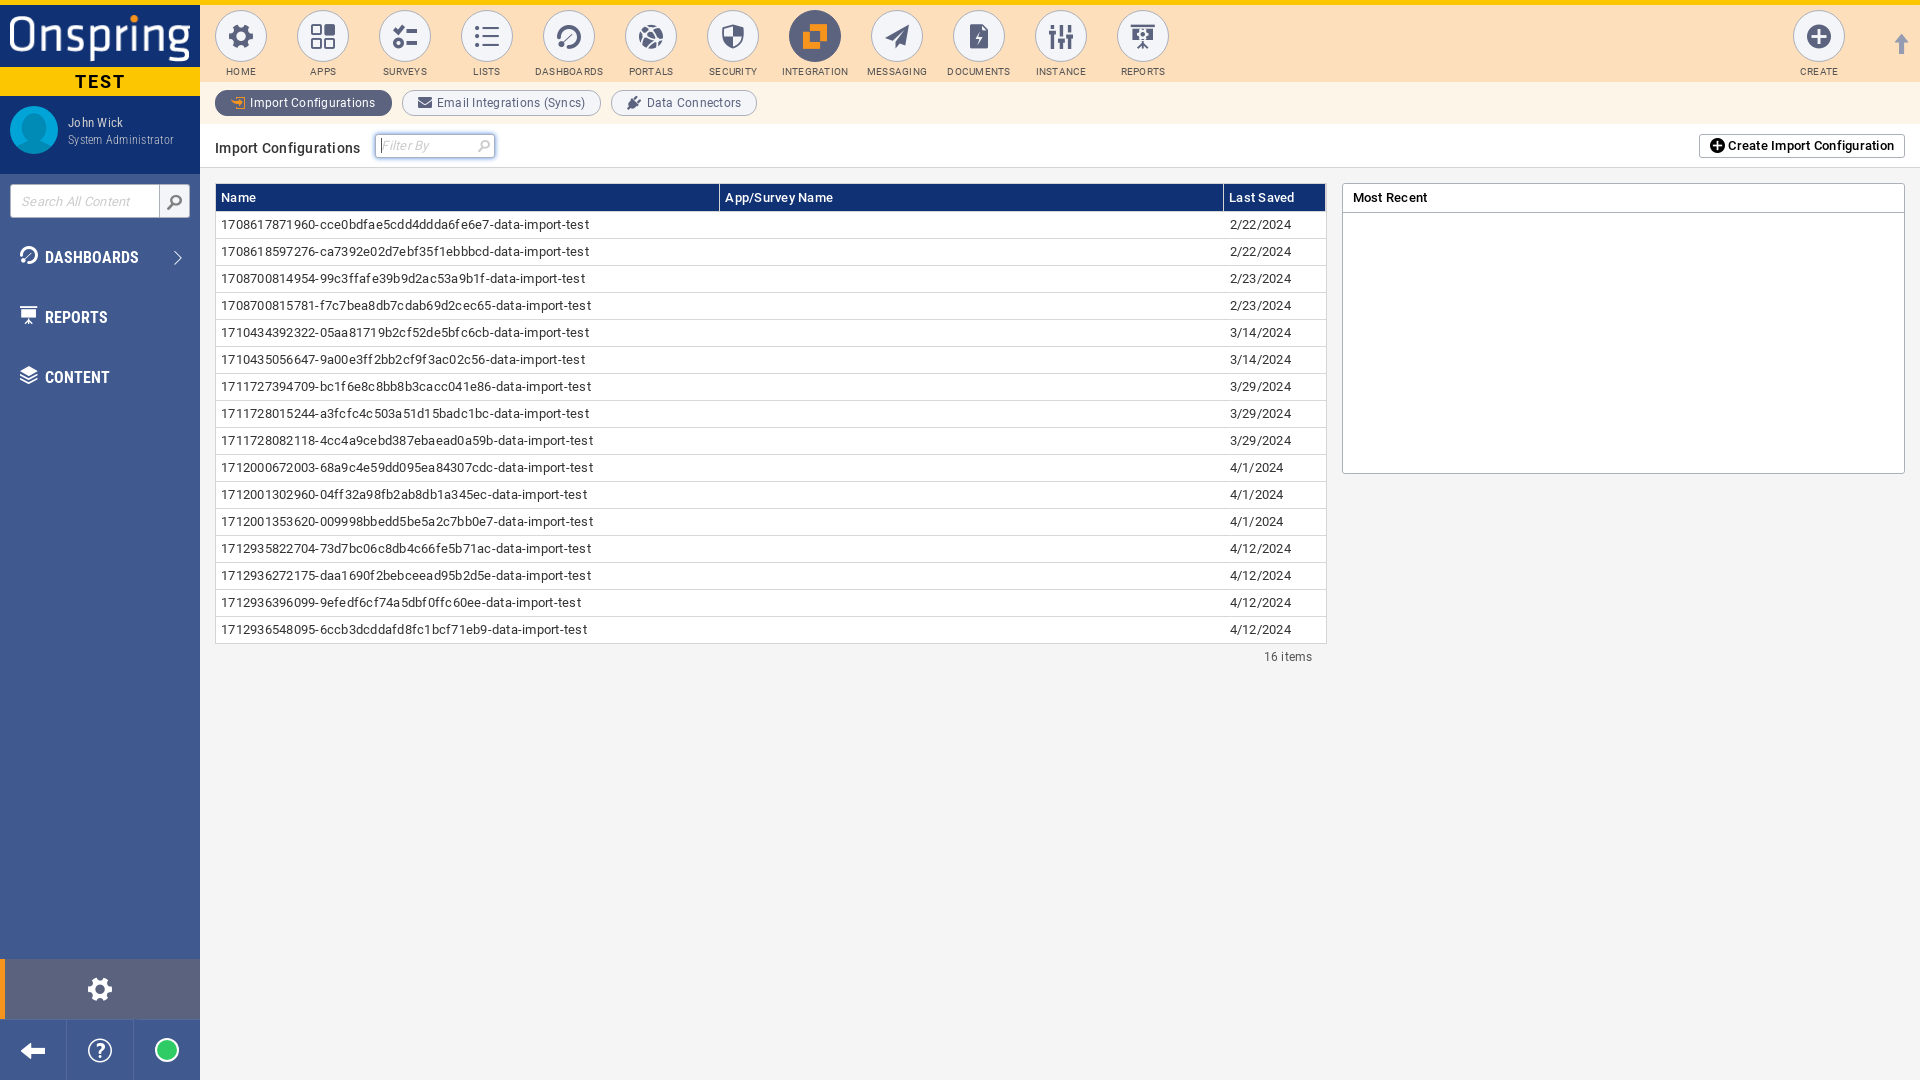 Onspring
TEST
John Wick
System Administrator
Search All Content
DASHBOARDS
REPORTS
CONTENT
HOME
APPS
SURVEYS
LISTS
DASHBOARDS
PORTALS
SECURITY
INTEGRATION
MESSAGING
DOCUMENTS
INSTANCE
REPORTS
CREATE
Import Configurations
Email Integrations (Syncs)
Data Connectors
Import Configurations
Filter By
Create Import Configuration
Name App/Survey Name Last Saved
1708617871960-cce0bdfae5cdd4ddda6fe6e7-data-import-test 2/22/2024
1708618597276-ca7392e02d7ebf35f1ebbbcd-data-import-test 2/22/2024
1708700814954-99c3ffafe39b9d2ac53a9b1f-data-import-test 2/23/2024
1708700815781-f7c7bea8db7cdab69d2cec65-data-import-test 2/23/2024
1710434392322-05aa81719b2cf52de5bfc6cb-data-import-test 3/14/2024
1710435056647-9a00e3ff2bb2cf9f3ac02c56-data-import-test 3/14/2024
1711727394709-bc1f6e8c8bb8b3cacc041e86-data-import-test 3/29/2024
1711728015244-a3fcfc4c503a51d15badc1bc-data-import-test 3/29/2024
1711728082118-4cc4a9cebd387ebaead0a59b-data-import-test 3/29/2024
1712000672003-68a9c4e59dd095ea84307cdc-data-import-test 4/1/2024
1712001302960-04ff32a98fb2ab8db1a345ec-data-import-test 4/1/2024
1712001353620-009998bbedd5be5a2c7bb0e7-data-import-test 4/1/2024
1712935822704-73d7bc06c8db4c66fe5b71ac-data-import-test 4/12/2024
1712936272175-daa1690f2bebceead95b2d5e-data-import-test 4/12/2024
1712936396099-9efedf6cf74a5dbf0ffc60ee-data-import-test 4/12/2024
1712936548095-6ccb3dcddafd8fc1bcf71eb9-data-import-test 4/12/2024
16 items
Most Recent